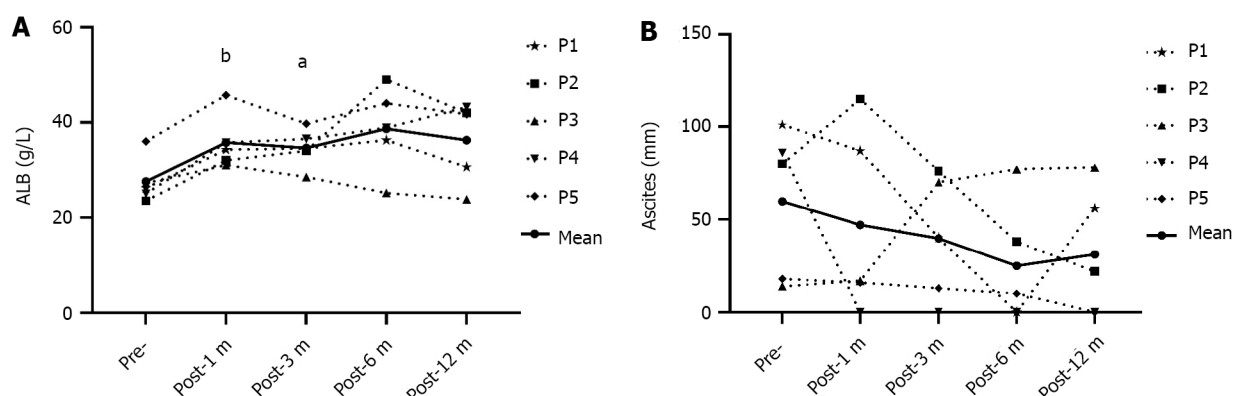 A
60
40
20
0
ALB (g/L)
b
a
Pre-
Post-1 m
Post-3 m
Post-6 m
Post-12 m
P1
P2
P3
P4
P5
Mean
B
150
100
50
0
Ascites (mm)
Pre-
Post-1 m
Post-3 m
Post-6 m
Post-12 m
P1
P2
P3
P4
P5
Mean